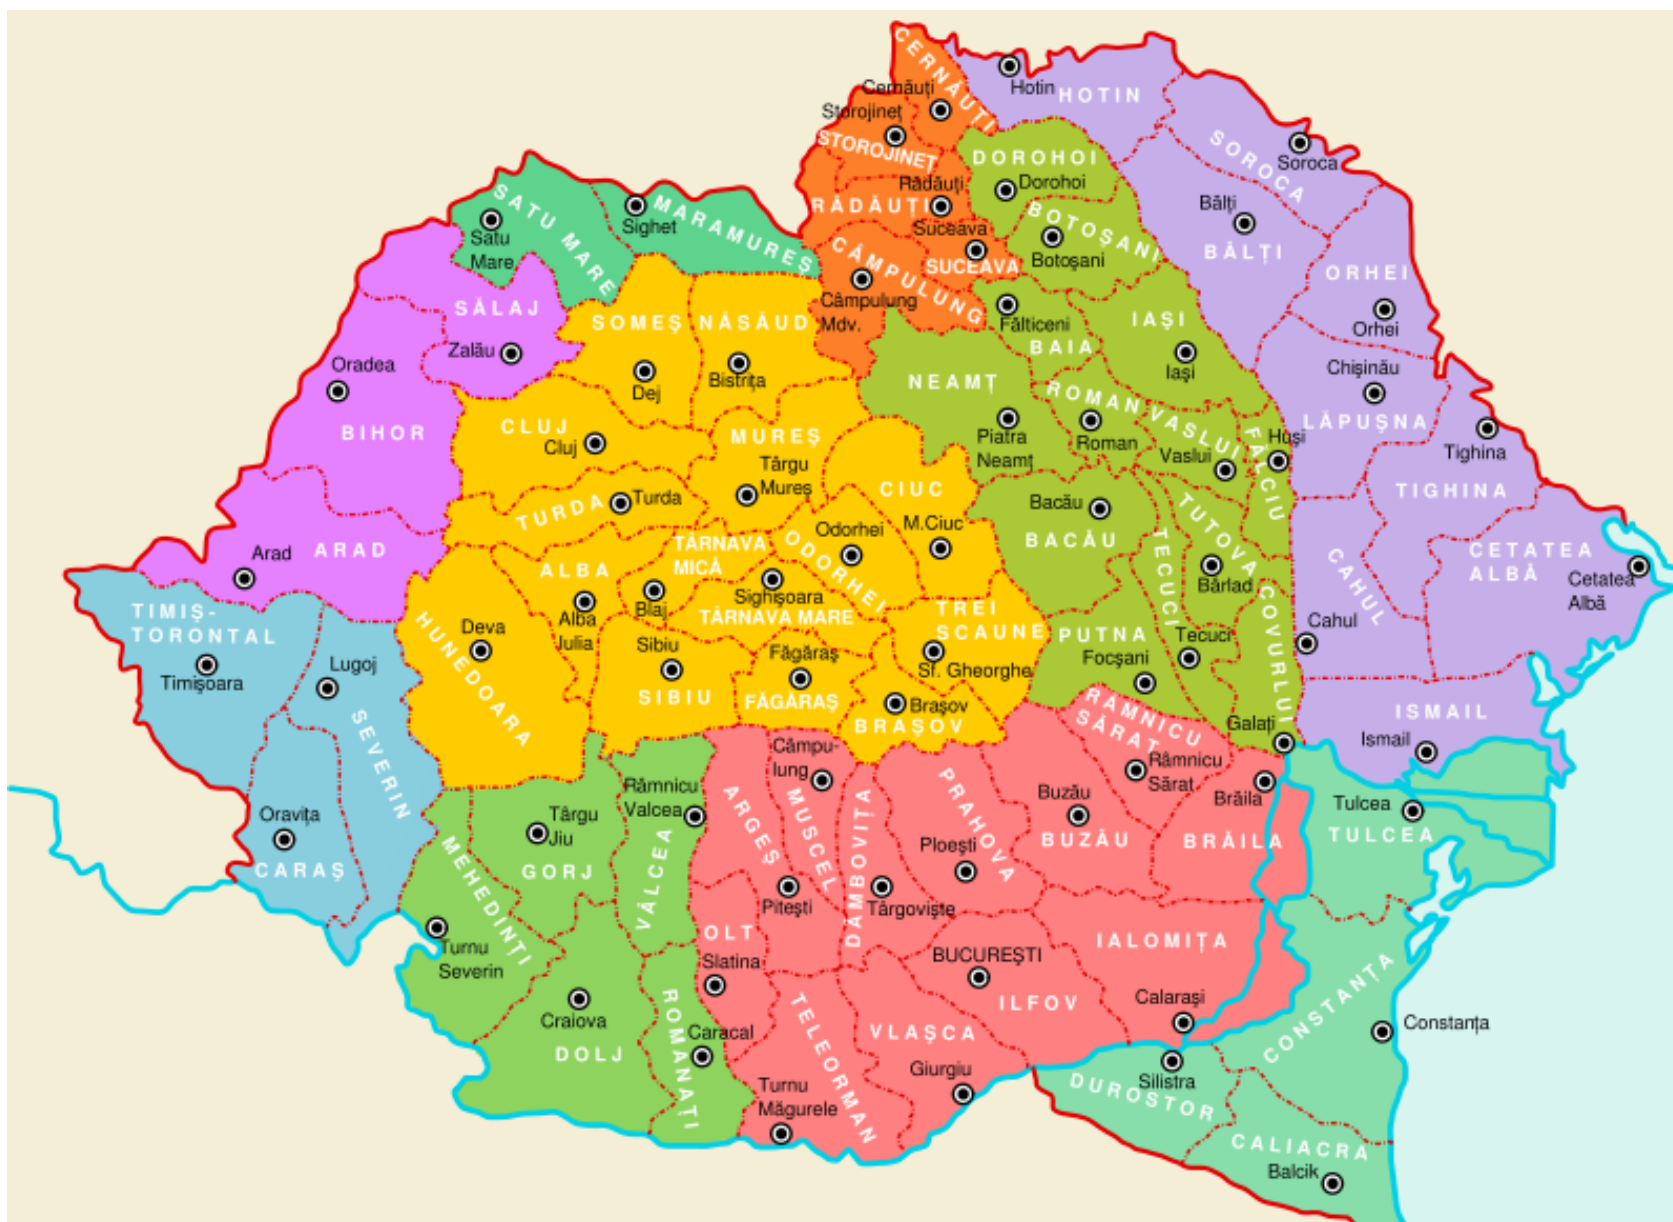 CERNĂUȚI
Cernăuți
Hotin
HOTIN
Storojineț
STOROJINEȚ
SOROCA
Soroca
DOROHOI
Dorohoi
Rădăuți
RĂDĂUȚI
SATU MARE
Satu
Mare
Sighet
MARAMUREȘ
BOTOȘANI
Botoșani
Bălți
BĂLȚI
Suceava
SUCEAVA
CÂMPULUNG
Câmpulung
Mdv.
ORHEI
Orhei
SĂLAJ
Zalău
SOMEȘ
Dej
NĂSĂUD
Bistrița
Fălticeni
BAIA
IAȘI
Iași
Oradea
BIHOR
NEAMȚ
Piatra
Neamț
Chișinău
LĂPUȘNA
ROMAN
Roman
VASLUI
Vaslui
FĂLCIU
Huși
CLUJ
Cluj
MUREȘ
Târgu
Mureș
Tighina
TIGHINA
CIUC
M.Ciuc
TURDA
Turda
Bacău
BACĂU
TUTOVA
Bârlad
TECUCI
Tecuci
Odorhei
ODORHEI
Arad
ARAD
ALBA
Alba
Julia
TÂRNAVA
MICĂ
Blaj
Sighișoara
TÂRNAVA MARE
CAHUL
Cahul
CETATEA
ALBĂ
Cetatea
Albă
TIMIȘ-
TORONTAL
Timișoara
Lugoj
SEVERIN
Deva
HUNEDOARA
TREI
SCAUNE
Sf. Gheorghe
PUTNA
Focșani
COVURLUI
Galați
Sibiu
SIBIU
Făgăraș
FĂGĂRAȘ
Brașov
BRAȘOV
ISMAIL
Ismail
RÂMNICU
SĂRAT
Râmnicu
Sărat
Câmpu-
lung
MUSCEL
Râmnicu
Valcea
VÂLCEA
ARGEȘ
Pitești
DÂMBOVIȚA
Târgoviște
PRAHOVA
Ploești
Buzău
BUZĂU
Brăila
BRĂILA
Tulcea
TULCEA
Oravița
CARAȘ
Târgu
Jiu
GORJ
MEHEDINȚI
Turnu
Severin
OLT
Slatina
IALOMIȚA
Calarași
BUCUREȘTI
ILFOV
CONSTANȚA
Constanța
Craiova
DOLJ
ROMANAȚI
Caracal
TELEORMAN
Turnu
Măgurele
VLAȘCA
Giurgiu
Silistra
DUROSTOR
CALIACRA
Balcik